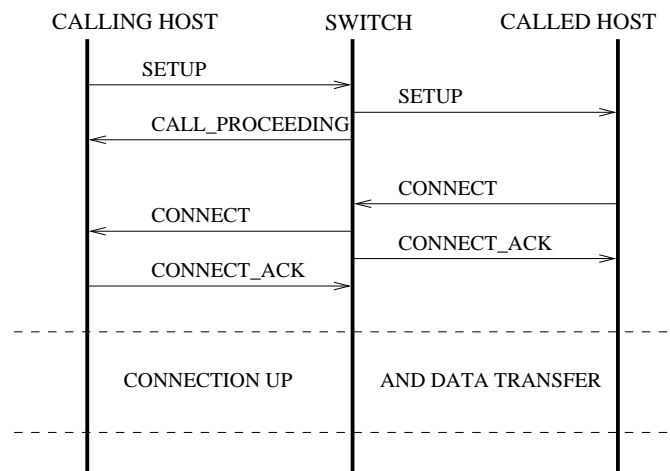 CALLING HOST SWITCH CALLED HOST
SETUP
SETUP
CALL_PROCEEDING
CONNECT
CONNECT
CONNECT_ACK
CONNECT_ACK
CONNECTION UP AND DATA TRANSFER